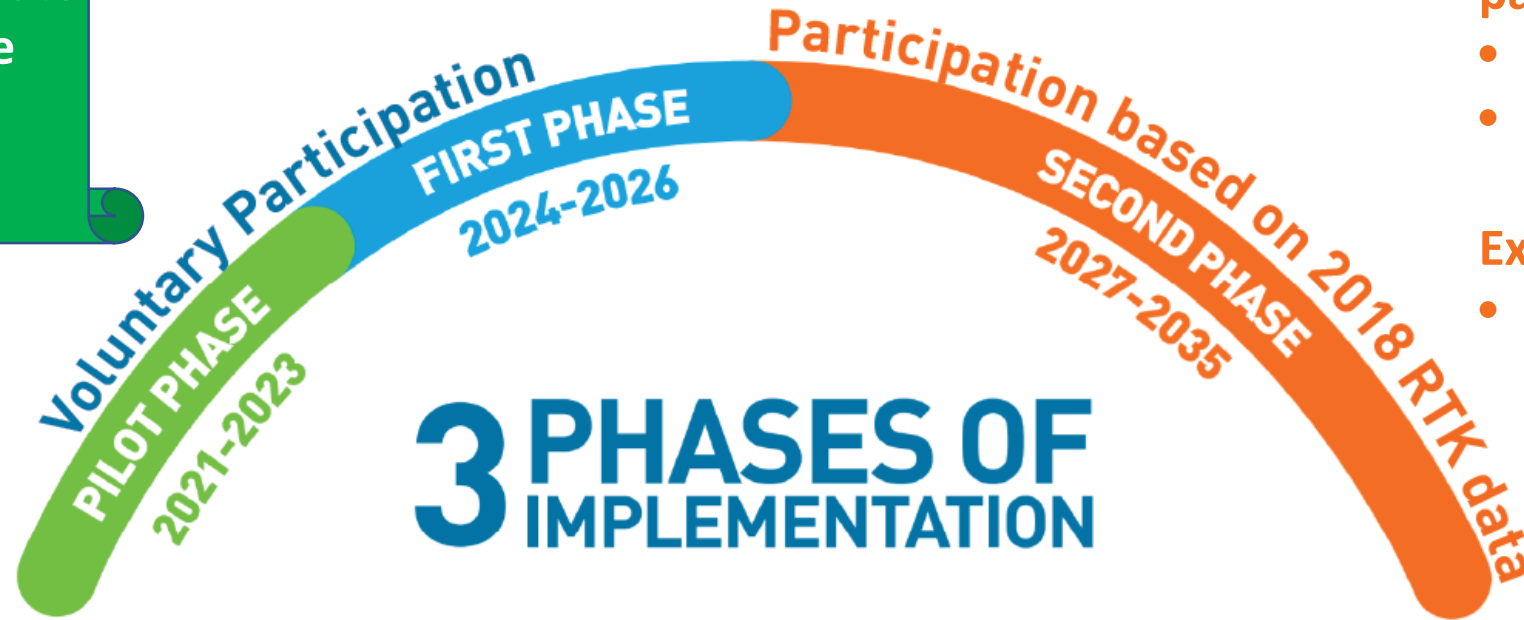 e
Voluntary Participation
PILOT PHASE
2021-2023
FIRST PHASE
2024-2026
Participation based on 2018 RTK data
SECOND PHASE
2027-2035
3 PHASES OF
IMPLEMENTATION
Ex